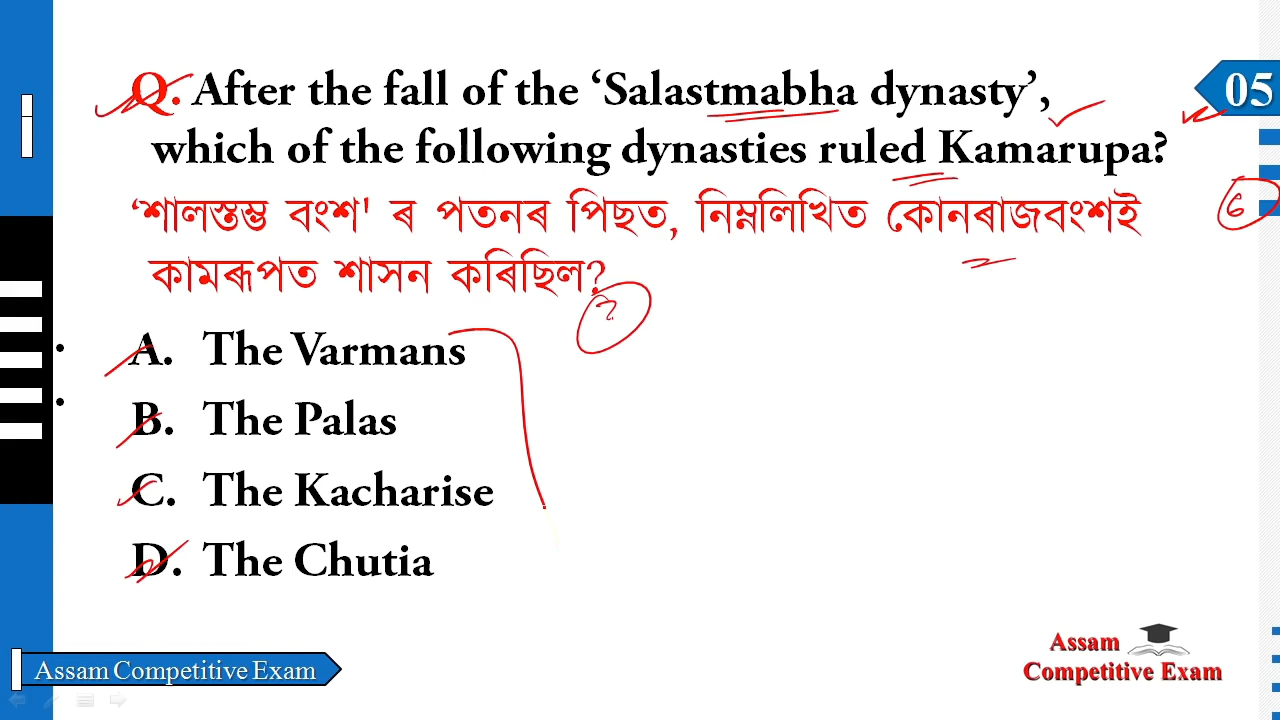 Q. After the fall of the ‘Salastmabha dynasty’,
05
which of the following dynasties ruled Kamarupa?
‘শালস্তম্ভ বংশ' ৰ পতনৰ পিছত, নিম্নলিখিত কোনৰাজবংশই
কামৰূপত শাসন কৰিছিল?
?
A. The Varmans
B. The Palas
C. The Kacharise
D. The Chutia
Assam Competitive Exam
Assam
Competitive Exam